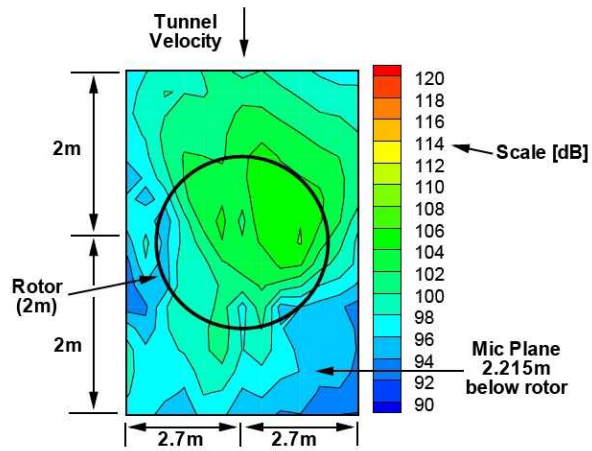 Tunnel
Velocity
120
118
116
114
112
110
108
106
104
102
100
98
96
94
92
90
Scale [dB]
2m
Rotor
(2m)
2m
Mic Plane
2.215m
below rotor
2.7m
2.7m